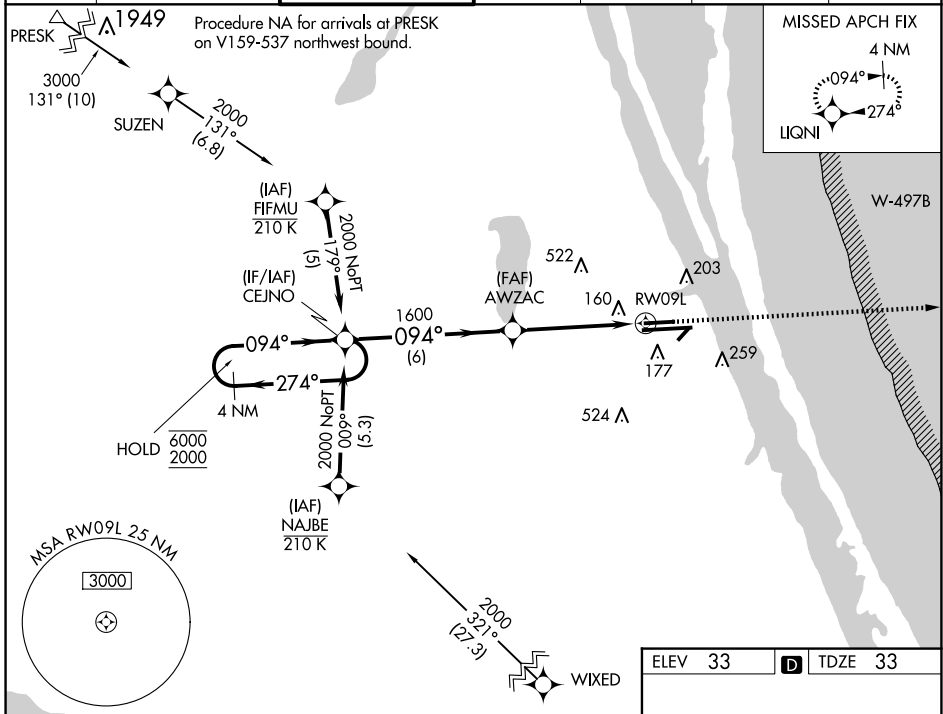 PRESK
1949
Procedure NA for arrivals at PRESK
on V159-537 northwest bound.
3000
131° (10)
SUZEN
2000
131°
(6.8)
MISSED APCH FIX
4 NM
094°
274°
LIQNI
W-497B
(IAF)
FIFMU
210 K
2000 NoPT
179°
(5)
(IF/IAF)
CEJNO
522
(FAF)
AWZAC
203
160
RW09L
1600
094°
(6)
094°
274°
4 NM
177
259
524
HOLD
6000
2000
2000 NoPT
009°
(5.3)
(IAF)
NAJBE
210 K
MSA RW09L 25 NM
3000
2000
321°
(27.3)
WIXED
ELEV 33
D
TDZE 33